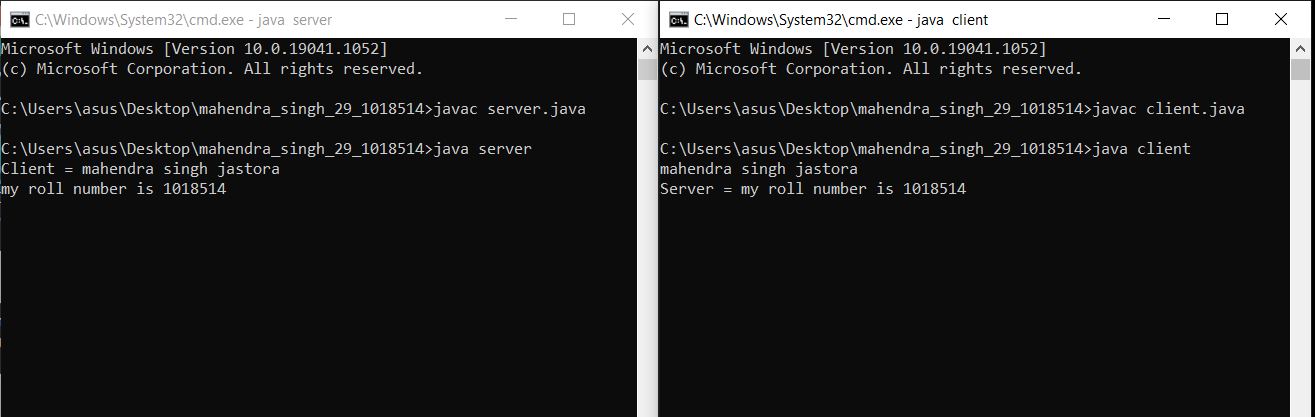 C:\Windows\System32\cmd.exe - java  server
Microsoft Windows [Version 10.0.19041.1052]
(c) Microsoft Corporation. All rights reserved.
C:\Users\asus\Desktop\mahendra_singh_29_1018514>javac server.java
C:\Users\asus\Desktop\mahendra_singh_29_1018514>java server
Client = mahendra singh jastora
my roll number is 1018514
C:\Windows\System32\cmd.exe - java  client
Microsoft Windows [Version 10.0.19041.1052]
(c) Microsoft Corporation. All rights reserved.
C:\Users\asus\Desktop\mahendra_singh_29_1018514>javac client.java
C:\Users\asus\Desktop\mahendra_singh_29_1018514>java client
mahendra singh jastora
Server = my roll number is 1018514